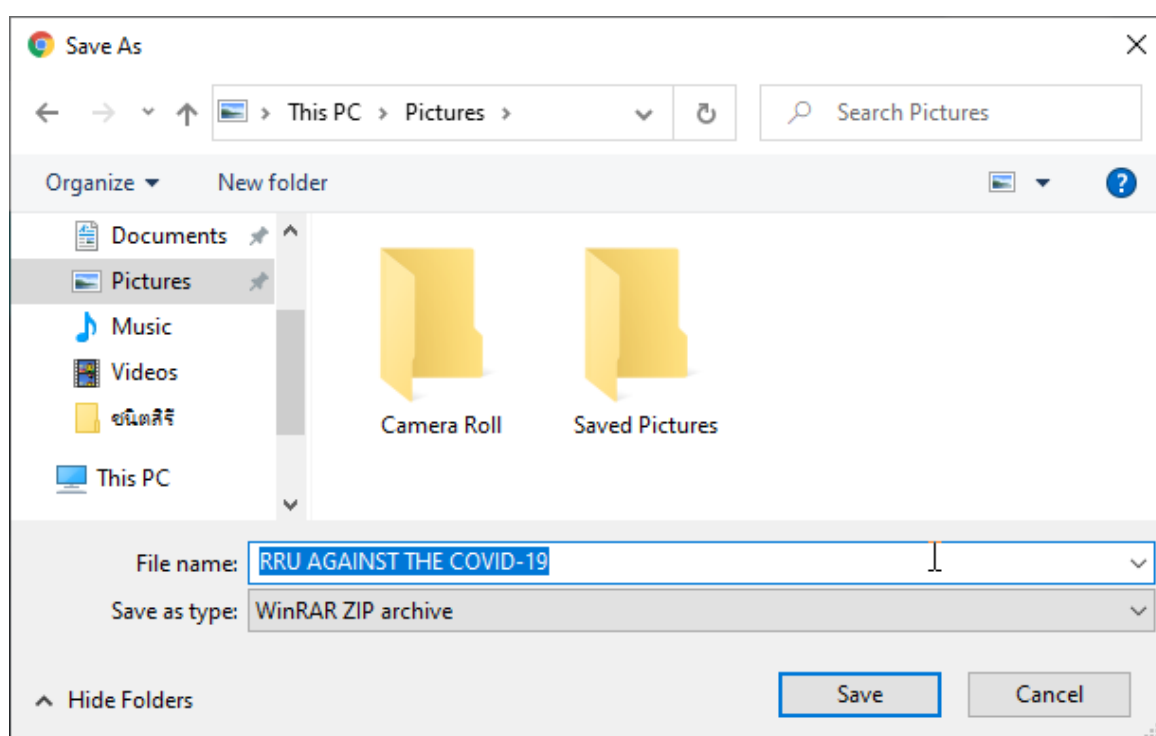 Save As
This PC > Pictures >
Search Pictures
Organize
New folder
Documents
Pictures
Music
Videos
ชนิตสิรี
This PC
Camera Roll
Saved Pictures
File name: RRU AGAINST THE COVID-19
Save as type: WinRAR ZIP archive
Hide Folders
Save
Cancel